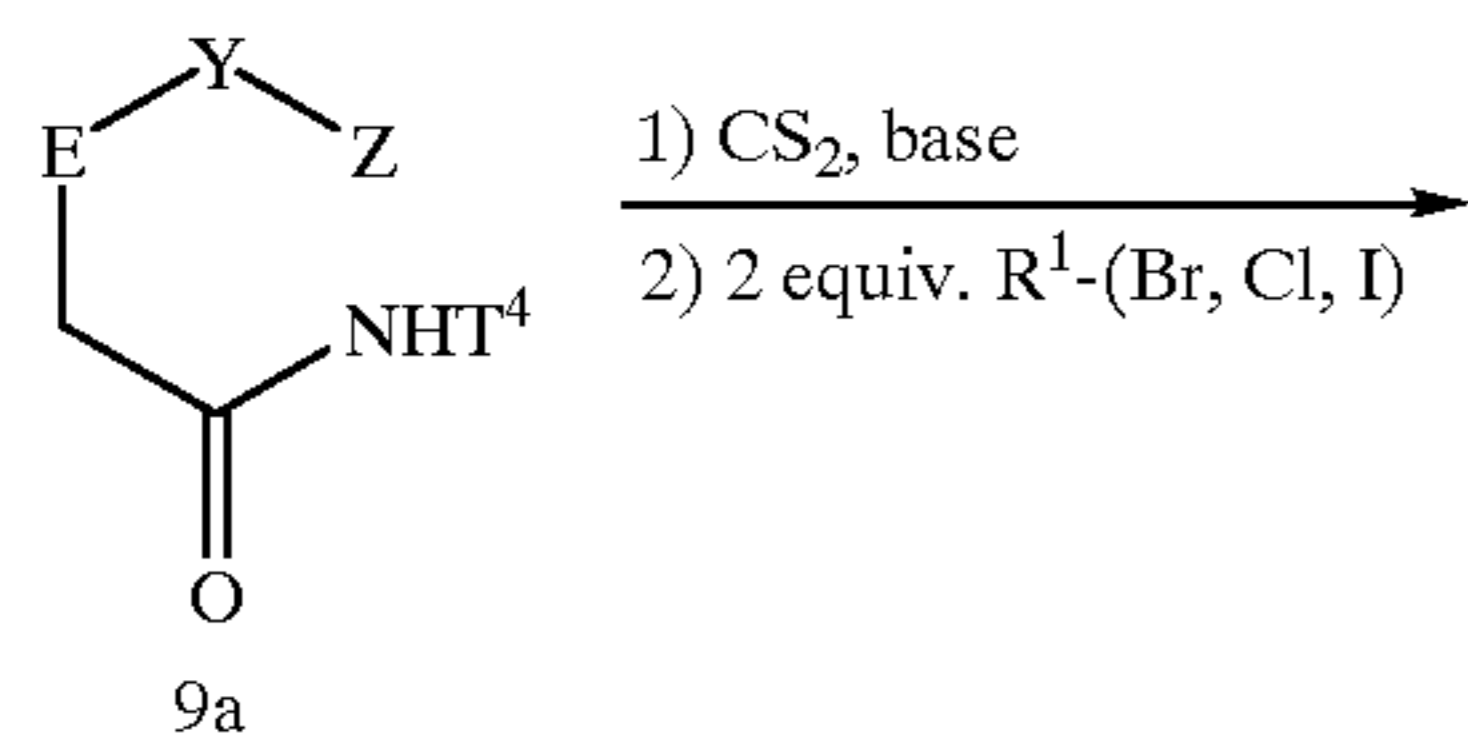 Y
E
Z
NHT⁴
O
9a
1) CS₂, base
2) 2 equiv. R¹-(Br, Cl, I)